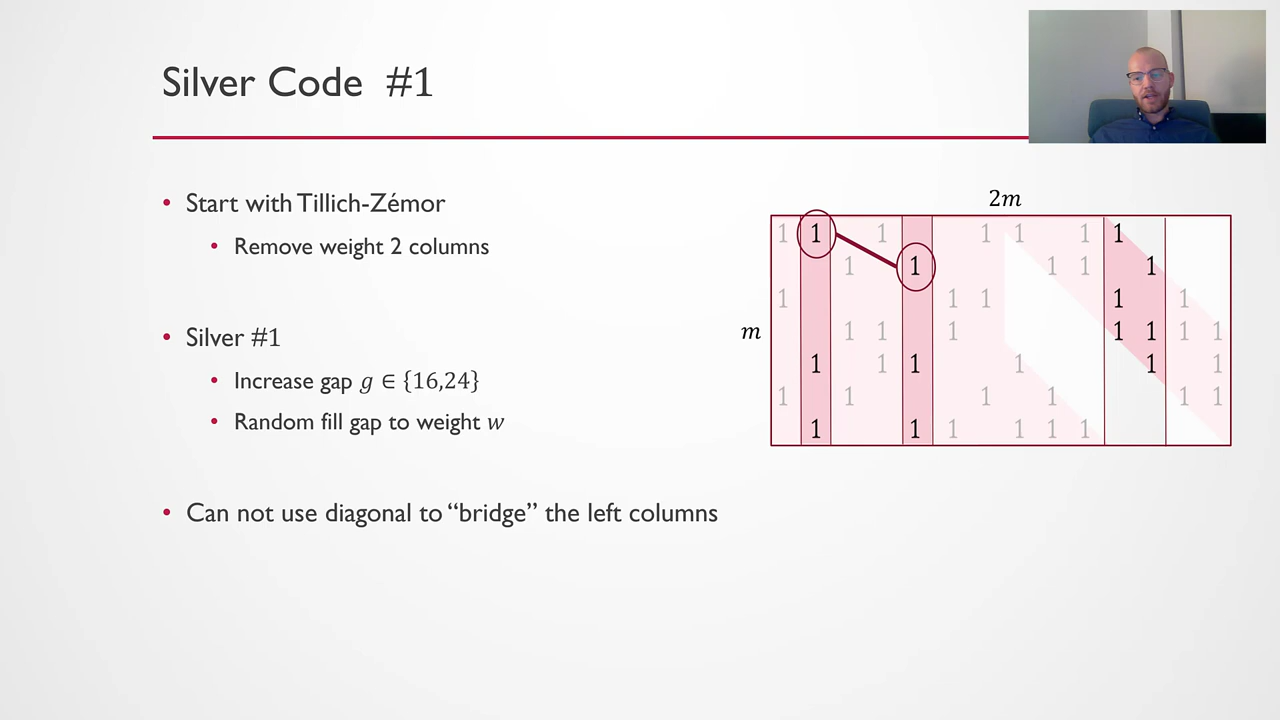 Silver Code #1
• Start with Tillich-Zémor
• Remove weight 2 columns
• Silver #1
• Increase gap g ∈ {16,24}
• Random fill gap to weight w
• Can not use diagonal to “bridge” the left columns
2m
m
1 1 1 1 1 1 1
1 1 1 1 1
1 1 1 1 1
1 1 1 1 1 1 1
1 1 1 1 1 1
1 1 1 1 1 1
1 1 1 1 1 1